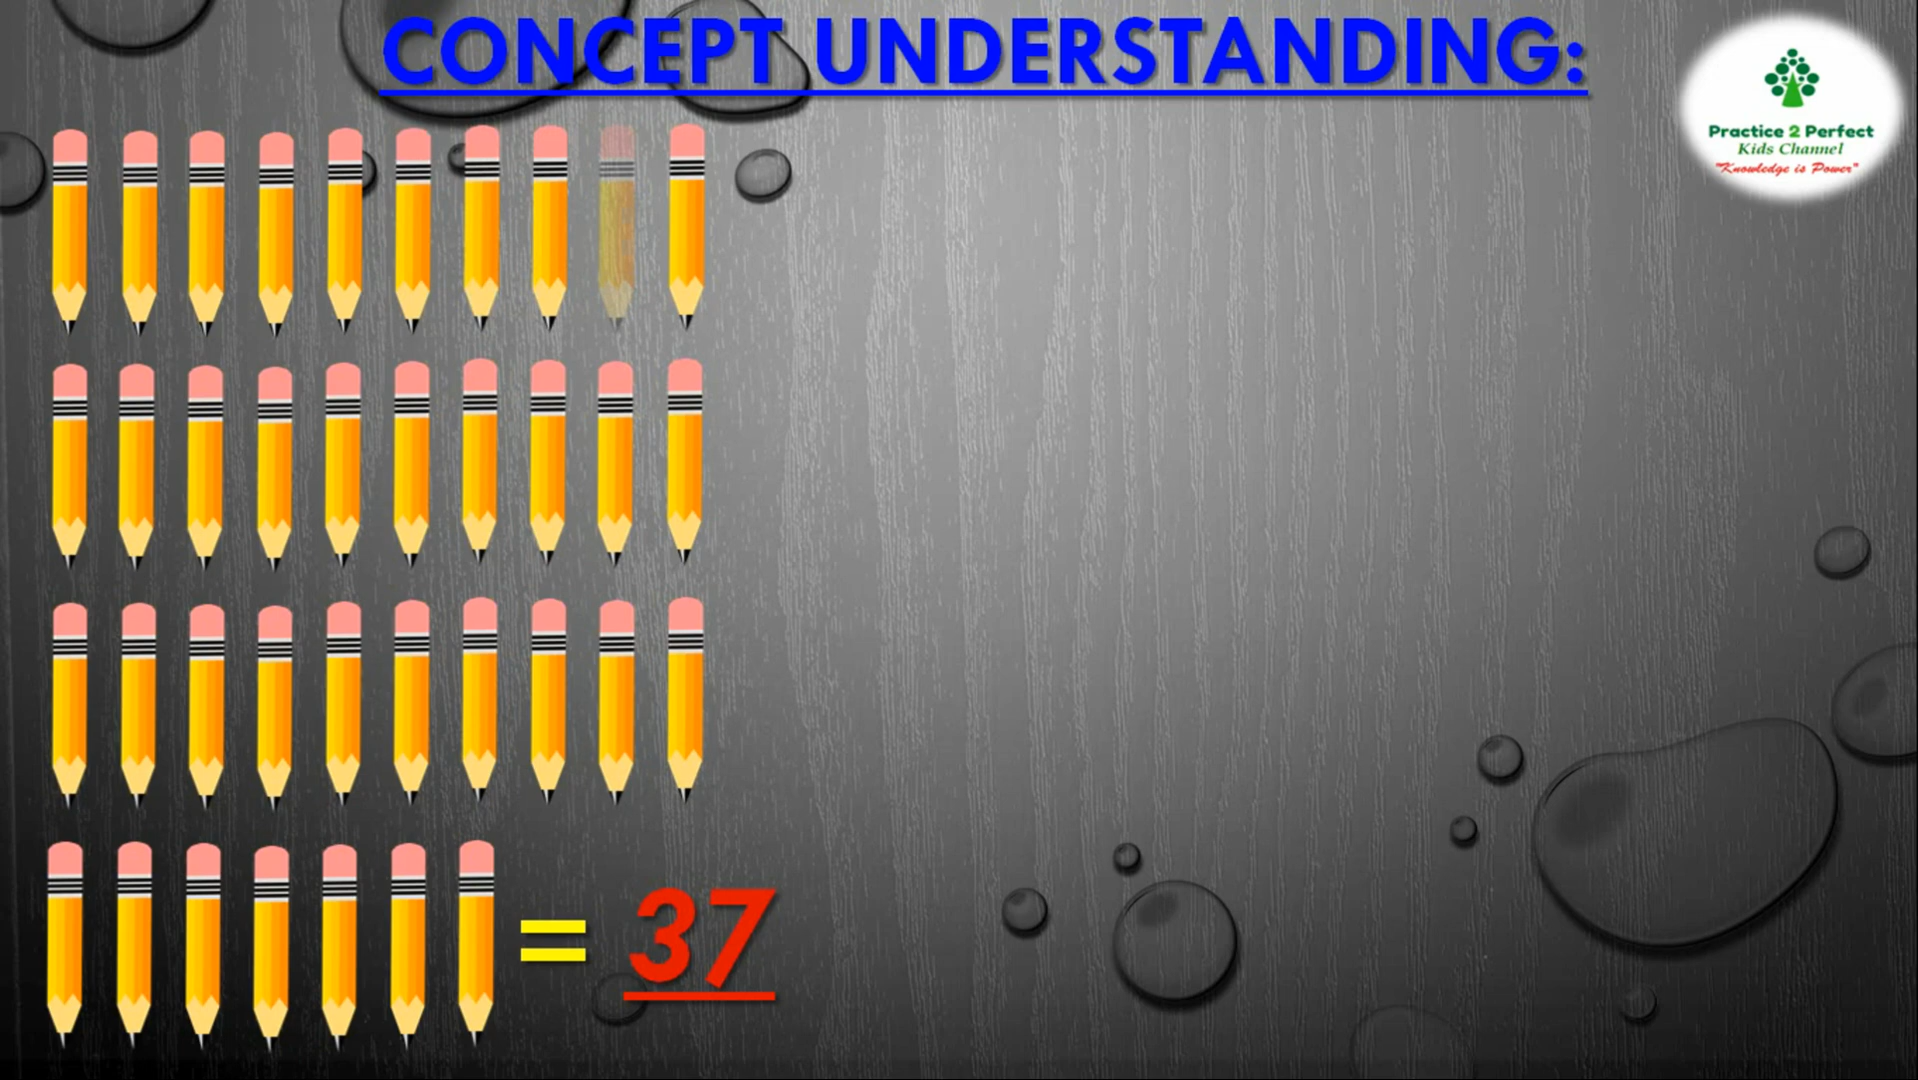 CONCEPT UNDERSTANDING:
Practice 2 Perfect
Kids Channel
"Knowledge is Power"
= 37